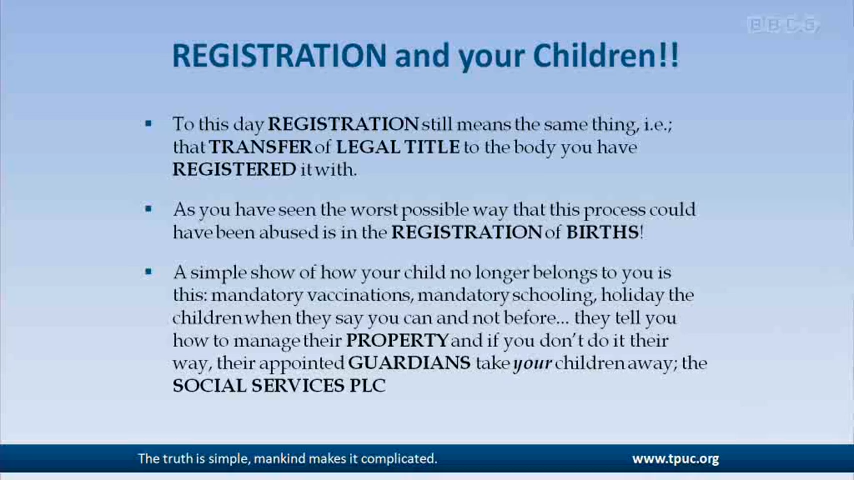 BBC 5
REGISTRATION and your Children!!
To this day REGISTRATION still means the same thing, i.e.;
that TRANSFER of LEGAL TITLE to the body you have
REGISTERED it with.
As you have seen the worst possible way that this process could
have been abused is in the REGISTRATION of BIRTHS!
A simple show of how your child no longer belongs to you is
this: mandatory vaccinations, mandatory schooling, holiday the
children when they say you can and not before... they tell you
how to manage their PROPERTY and if you don't do it their
way, their appointed GUARDIANS take your children away; the
SOCIAL SERVICES PLC
The truth is simple, mankind makes it complicated.
www.tpuc.org